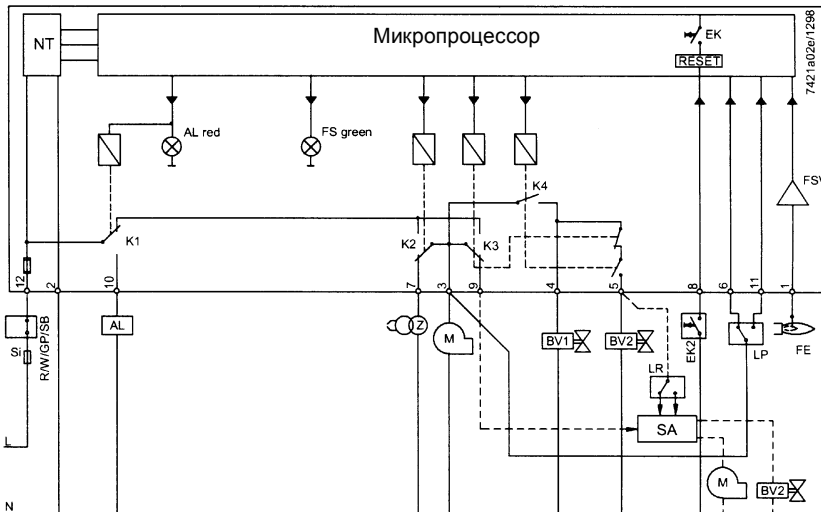 NT
Микропроцессор
EK
RESET
7421a02e/1298
AL red
FS green
FSV
K4
K1
K2
K3
12
2
10
7
3
9
4
5
8
6
11
1
Si
R/W/GP/SB
AL
Z
M
BV1
BV2
EK2
LP
FE
LR
SA
L
M
BV2
N